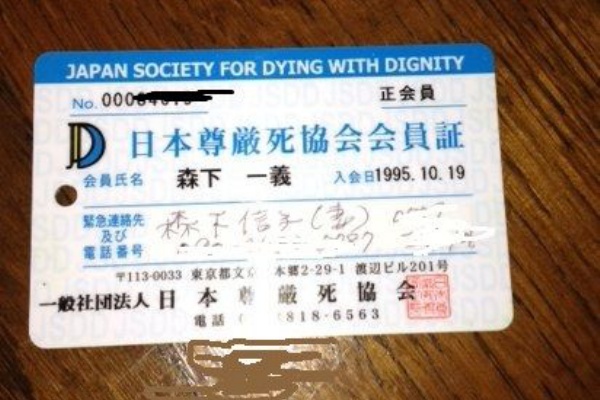 JAPAN SOCIETY FOR DYING WITH DIGNITY
No. 000 正会員
日本尊厳死協会会員証
会員氏名 森下 一義 入会日1995.10.19
緊急連絡先 森下信子(妻)
及び
電話番号
〒113-0033 東京都文 本郷2-29-1 渡辺ビル201号
一般社団法人 日本尊厳死協会
電話 ( 818-6563